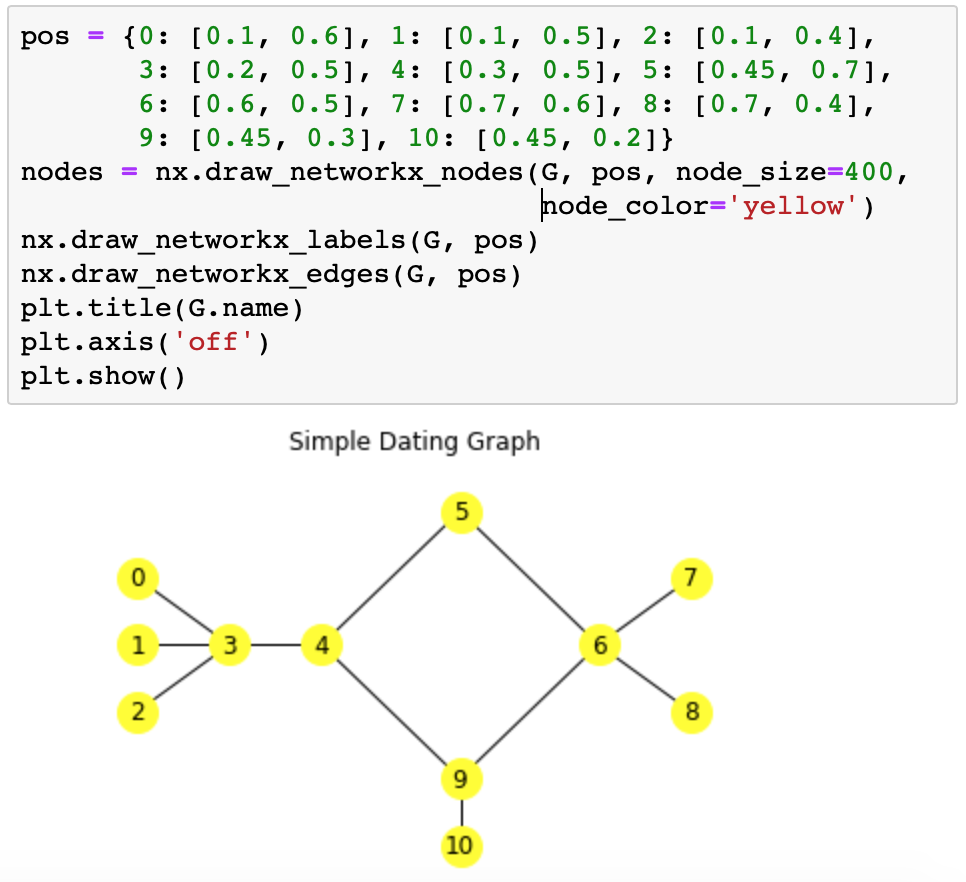 pos = {0: [0.1, 0.6], 1: [0.1, 0.5], 2: [0.1, 0.4],
       3: [0.2, 0.5], 4: [0.3, 0.5], 5: [0.45, 0.7],
       6: [0.6, 0.5], 7: [0.7, 0.6], 8: [0.7, 0.4],
       9: [0.45, 0.3], 10: [0.45, 0.2]}
nodes = nx.draw_networkx_nodes(G, pos, node_size=400,
                               node_color='yellow')
nx.draw_networkx_labels(G, pos)
nx.draw_networkx_edges(G, pos)
plt.title(G.name)
plt.axis('off')
plt.show()
Simple Dating Graph
5
0 7
1 3 4 6
2 8
9
10